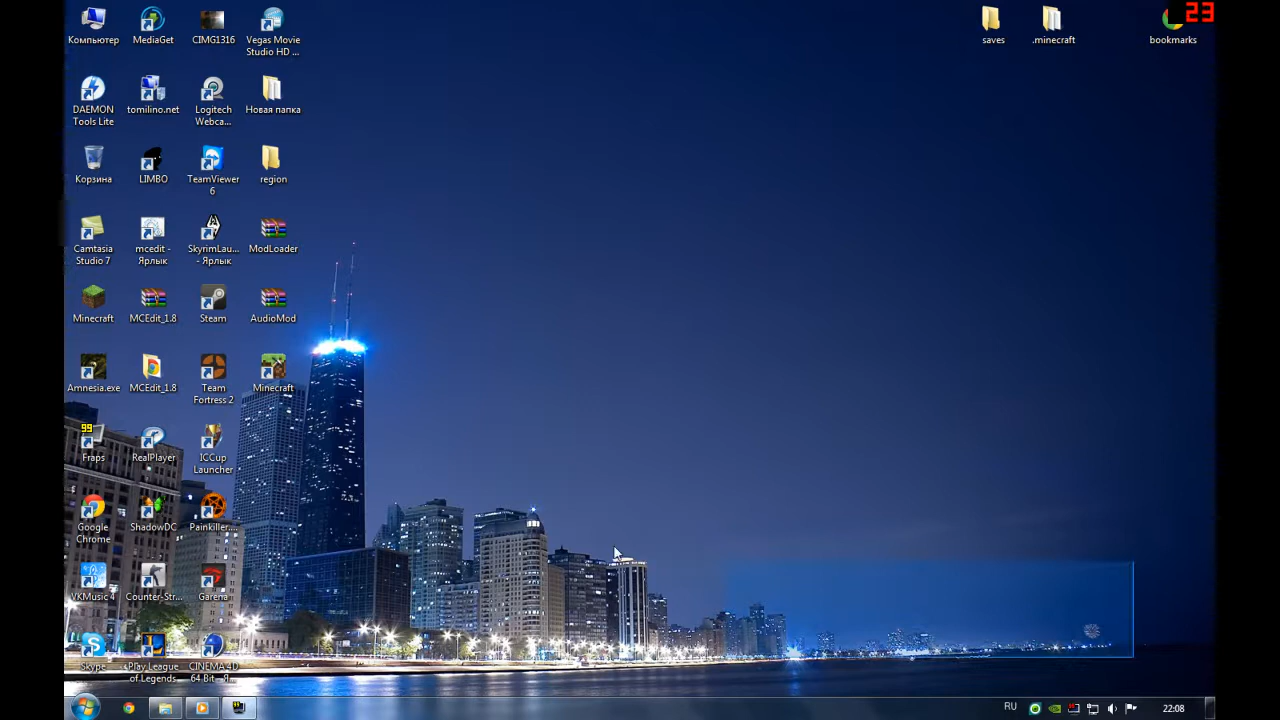 Компьютер
MediaGet
CIMG1316
Vegas Movie
Studio HD ...
saves
.minecraft
23
bookmarks
DAEMON
Tools Lite
tomilino.net
Logitech
Webca...
Новая папка
Корзина
LIMBO
TeamViewer
6
region
Camtasia
Studio 7
mcedit -
Ярлык
SkyrimLau...
- Ярлык
ModLoader
Minecraft
MCEdit_1.8
Steam
AudioMod
Amnesia.exe
MCEdit_1.8
Team
Fortress 2
Minecraft
99
Fraps
RealPlayer
ICCup
Launcher
Google
Chrome
ShadowDC
Painkiller...
VKMusic 4
Counter-Str...
Garena
Skype
Play League
of Legends
CINEMA 4D
64 Bit - Я...
RU
22:08